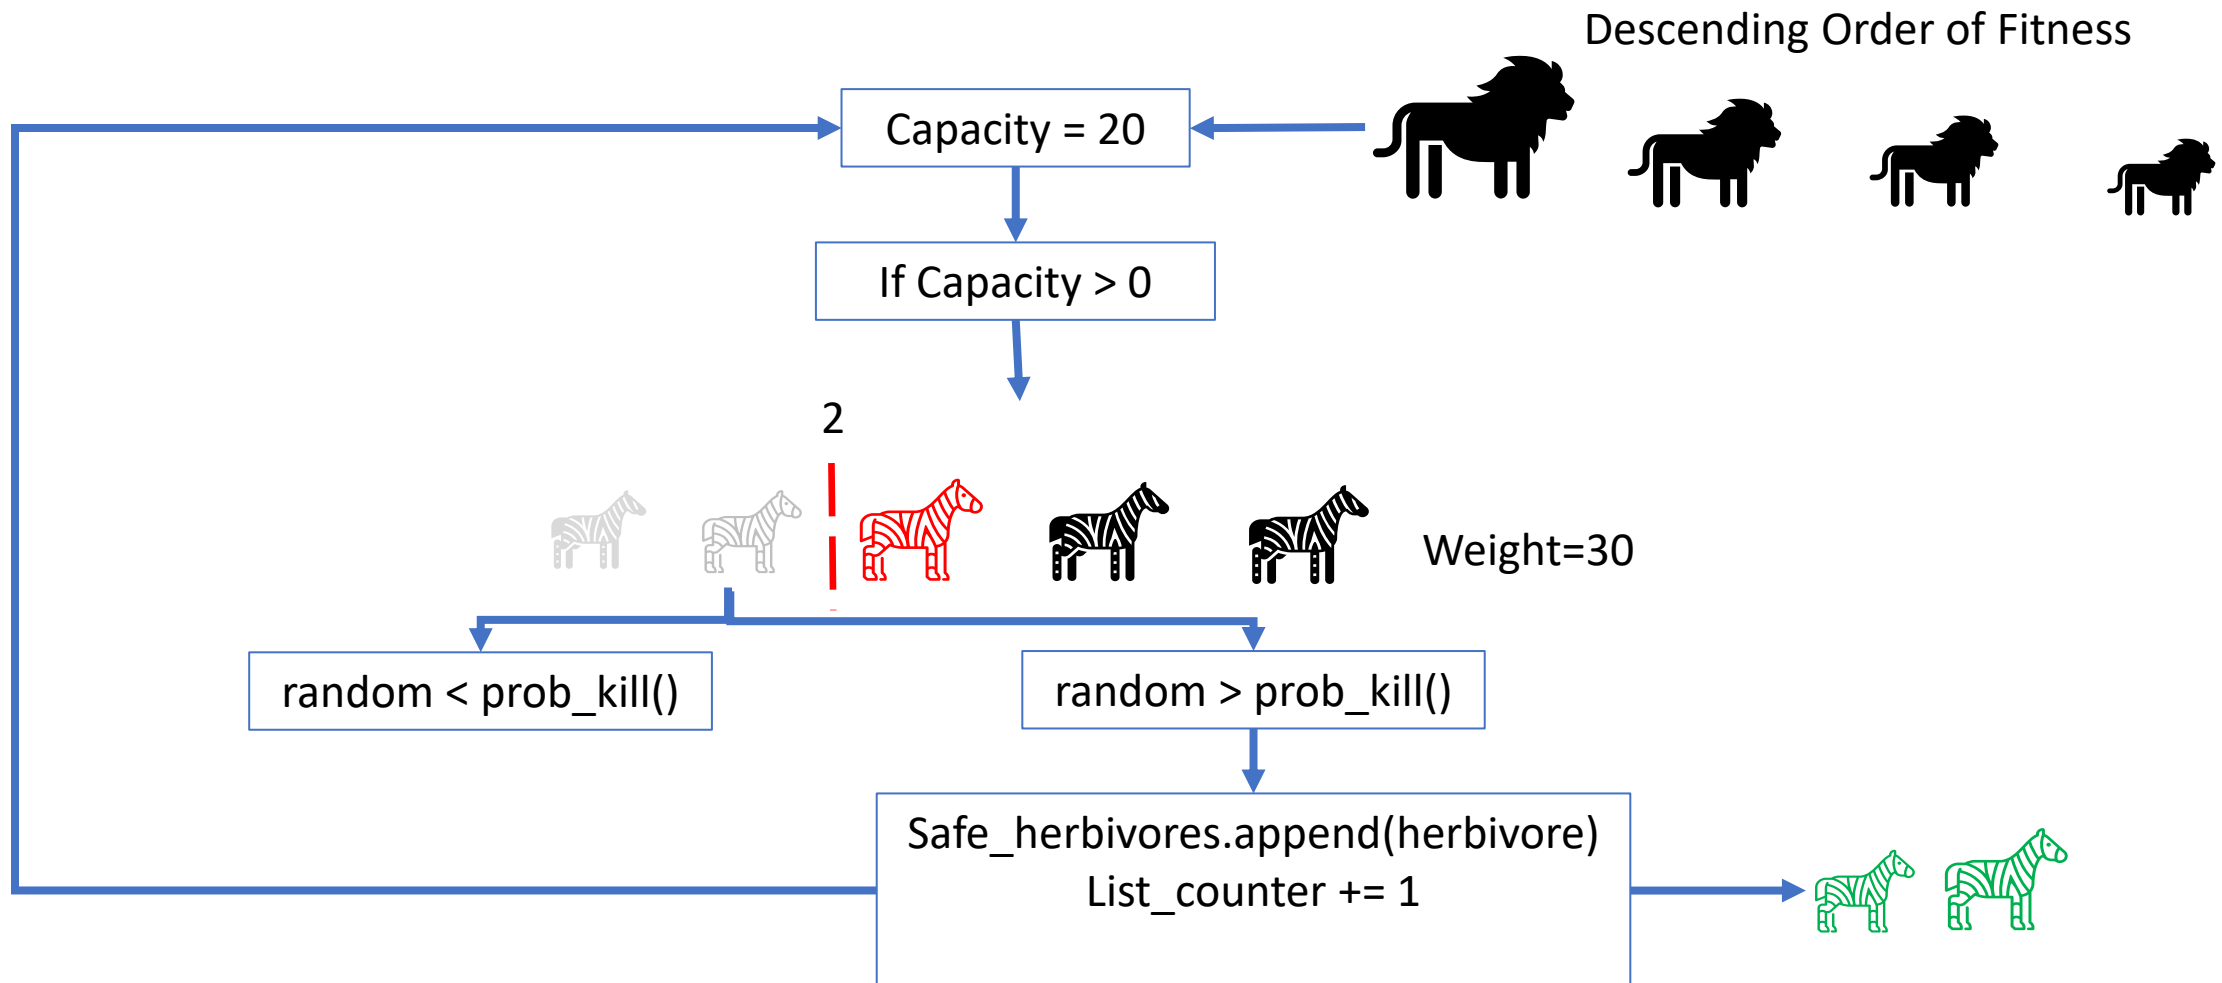 Descending Order of Fitness
Capacity = 20
If Capacity > 0
2
Weight=30
random < prob_kill()
random > prob_kill()
Safe_herbivores.append(herbivore)
List_counter += 1